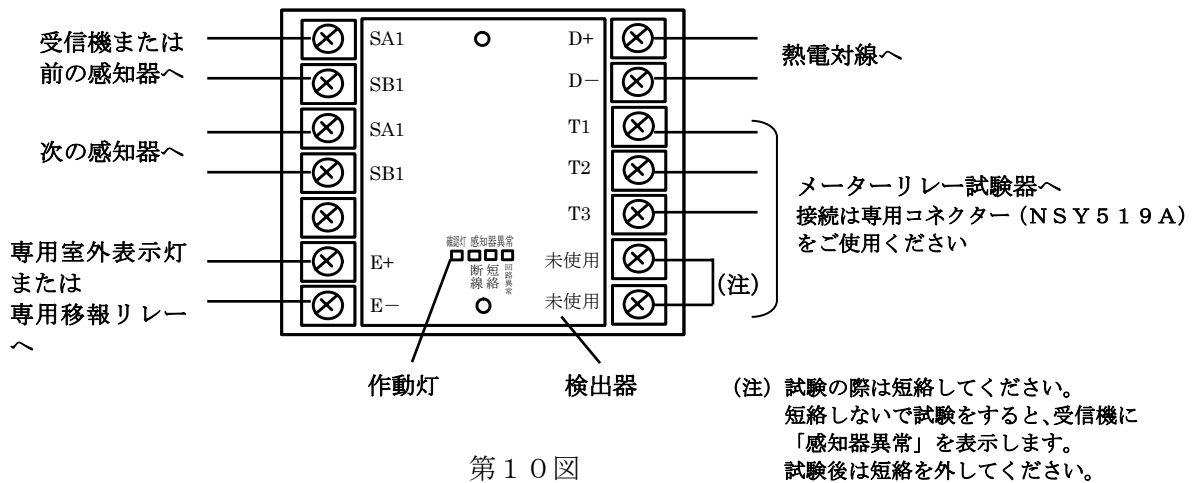 受信機または
前の感知器へ
次の感知器へ
専用室外表示灯
または
専用移報リレー
へ
SA1
SB1
SA1
SB1
E+
E−
確認灯 感知器異常
断線
短絡
回路異常
D+
D−
T1
T2
T3
未使用
未使用
熱電対線へ
メーターリレー試験器へ
接続は専用コネクター（NSY519A）
をご使用ください
（注）
作動灯
検出器
（注）試験の際は短絡してください。
短絡しないで試験をすると、受信機に
「感知器異常」を表示します。
試験後は短絡を外してください。
第10図